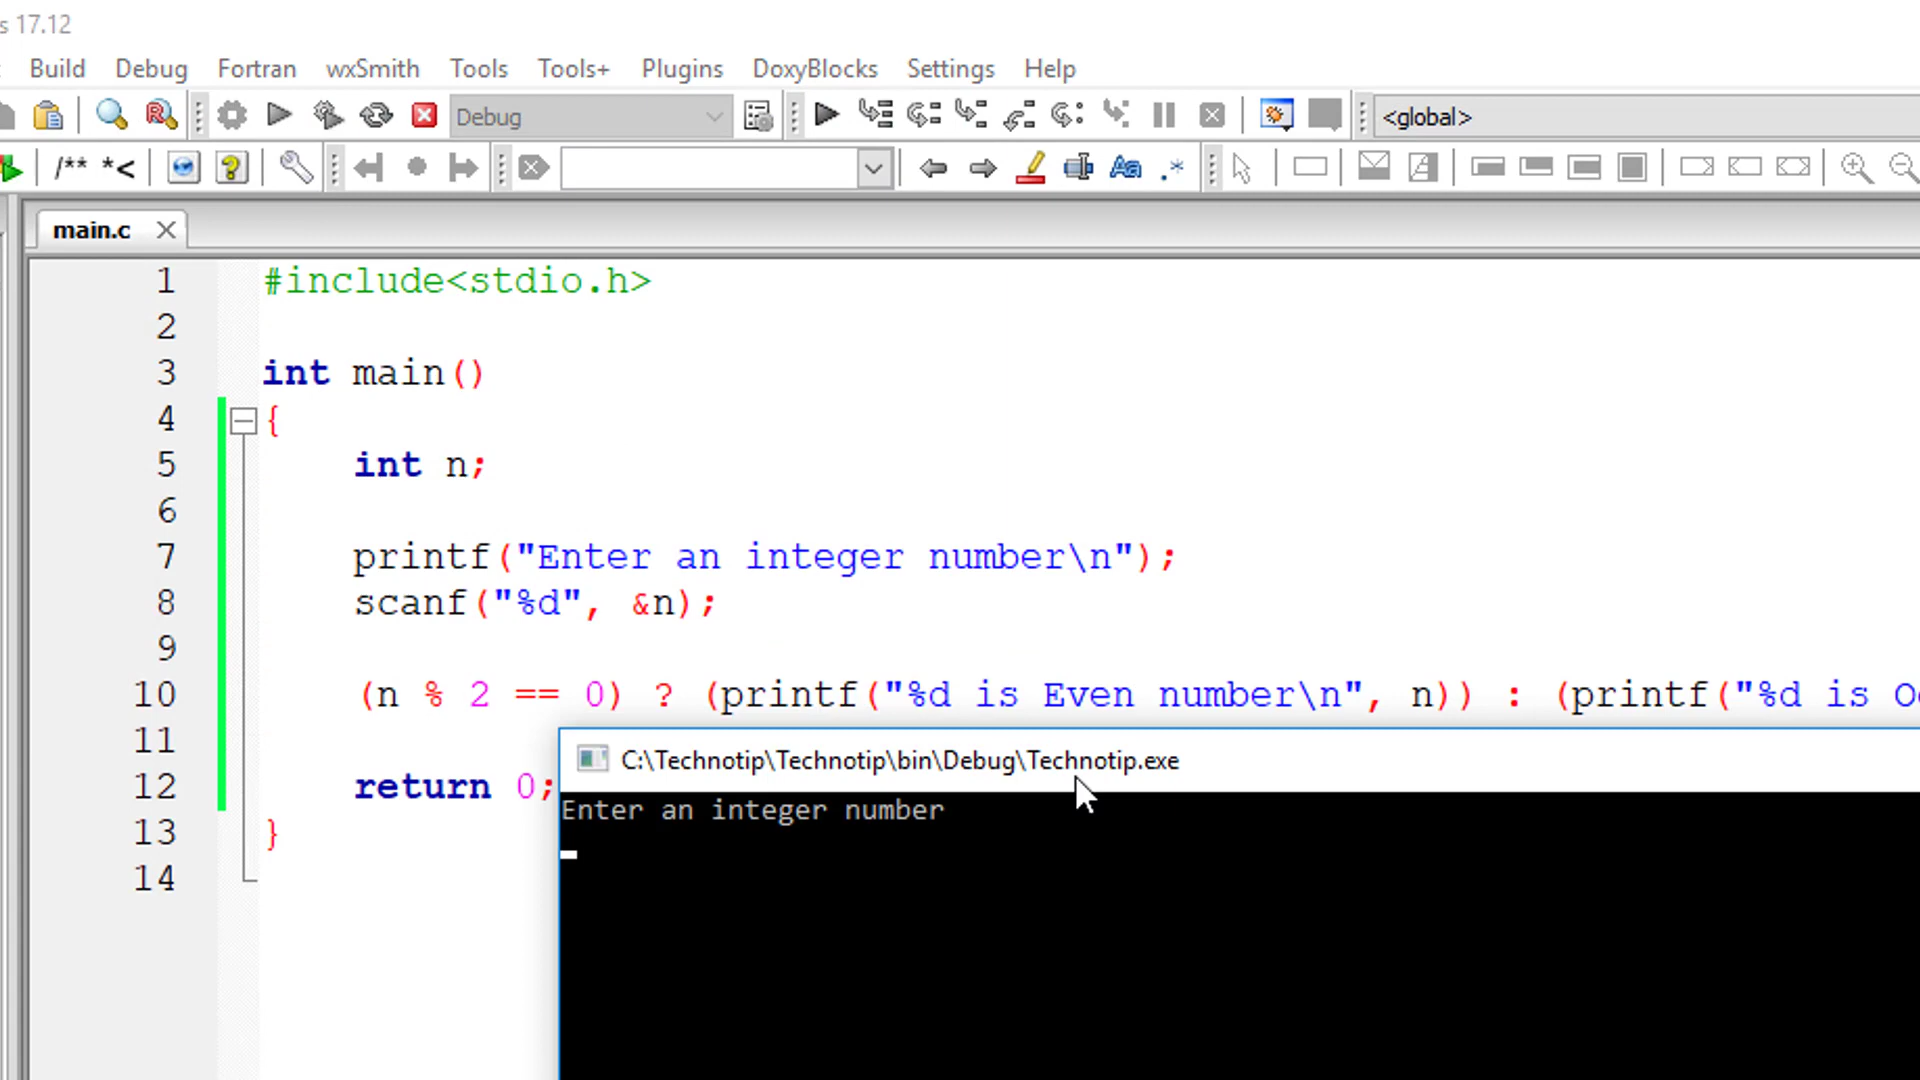 s 17.12
Build Debug Fortran wxSmith Tools Tools+ Plugins DoxyBlocks Settings Help
Debug <global>
/** *<
main.c
1 #include<stdio.h>
2
3 int main()
4 {
5 int n;
6
7 printf("Enter an integer number\n");
8 scanf("%d", &n);
9
10 (n % 2 == 0) ? (printf("%d is Even number\n", n)) : (printf("%d is O
11
12 return 0;
13 }
14
C:\Technotip\Technotip\bin\Debug\Technotip.exe
Enter an integer number